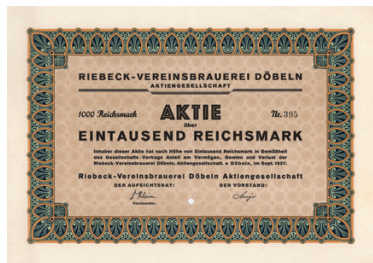 RIEBECK-VEREINSBRAUEREI DÖBELN
AKTIENGESELLSCHAFT
1000 Reichsmark AKTIE Nr. 395
über
EINTAUSEND REICHSMARK
Inhaber dieser Aktie hat nach Höhe von Eintausend Reichsmark in Gemäßheit
des Gesellschafts-Vertrags Anteil am Vermögen, Gewinn und Verlust der
Riebeck-Vereinsbrauerei Döbeln, Aktiengesellschaft, Döbeln, im Sept. 1937.
Riebeck-Vereinsbrauerei Döbeln Aktiengesellschaft
DER AUFSICHTSRAT: DER VORSTAND:
Vorsitzender.